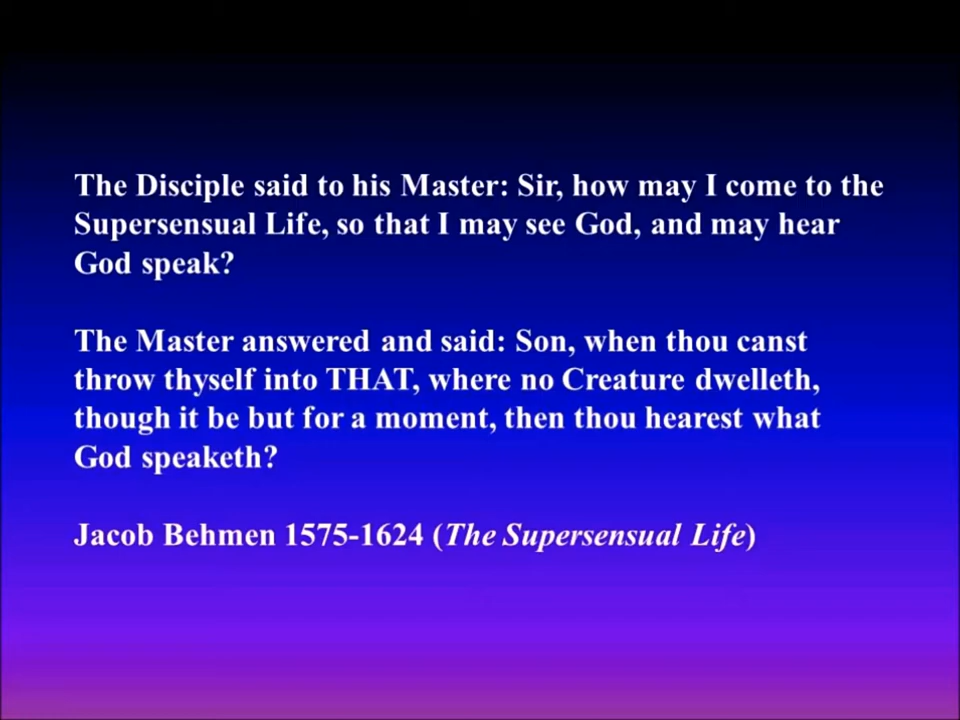 The Disciple said to his Master: Sir, how may I come to the
Supersensual Life, so that I may see God, and may hear
God speak?
The Master answered and said: Son, when thou canst
throw thyself into THAT, where no Creature dwelleth,
though it be but for a moment, then thou hearest what
God speaketh?
Jacob Behmen 1575-1624 (The Supersensual Life)